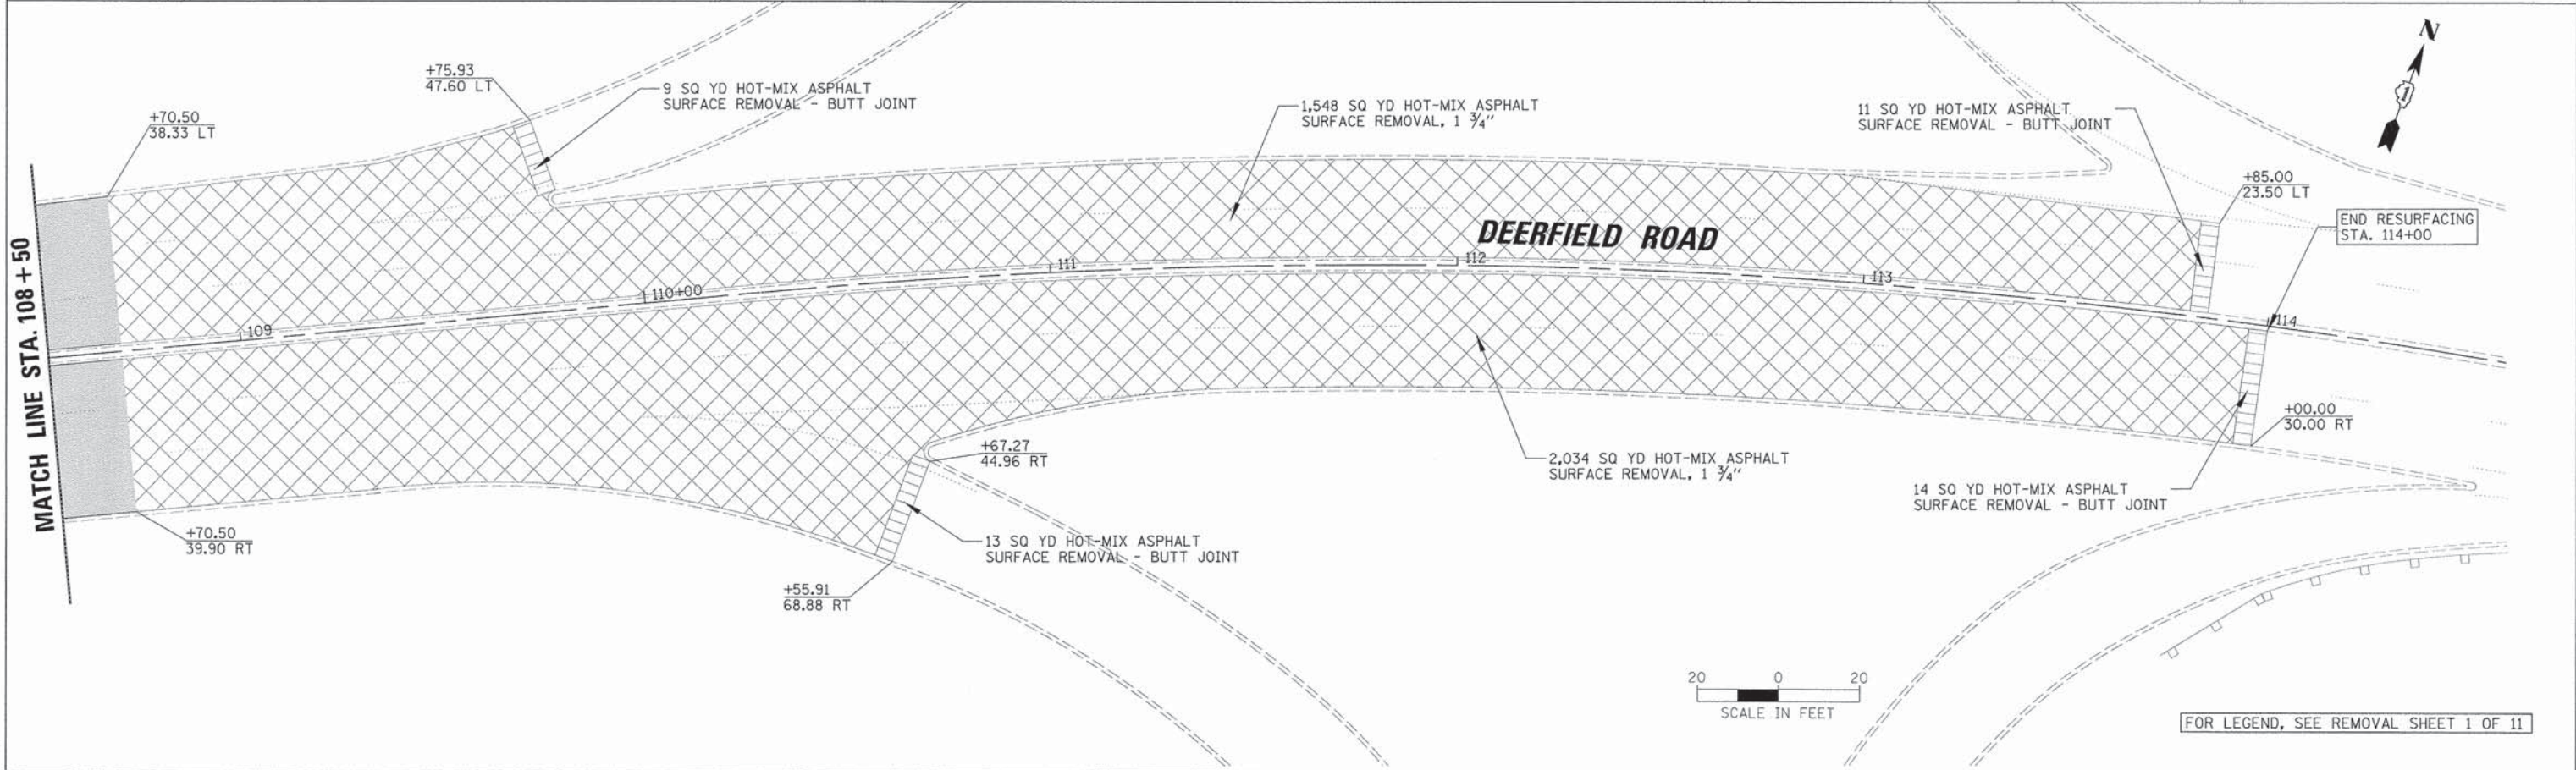 +75.93
47.60 LT
9 SQ YD HOT-MIX ASPHALT
SURFACE REMOVAL - BUTT JOINT
+70.50
38.33 LT
1,548 SQ YD HOT-MIX ASPHALT
SURFACE REMOVAL, 1 3/4"
11 SQ YD HOT-MIX ASPHALT
SURFACE REMOVAL - BUTT JOINT
N
1
+85.00
23.50 LT
END RESURFACING
STA. 114+00
DEERFIELD ROAD
MATCH LINE STA. 108+50
109
110+00
111
112
113
114
+00.00
30.00 RT
+67.27
44.96 RT
2,034 SQ YD HOT-MIX ASPHALT
SURFACE REMOVAL, 1 3/4"
14 SQ YD HOT-MIX ASPHALT
SURFACE REMOVAL - BUTT JOINT
+70.50
39.90 RT
13 SQ YD HOT-MIX ASPHALT
SURFACE REMOVAL - BUTT JOINT
+55.91
68.88 RT
20 0 20
SCALE IN FEET
FOR LEGEND, SEE REMOVAL SHEET 1 OF 11